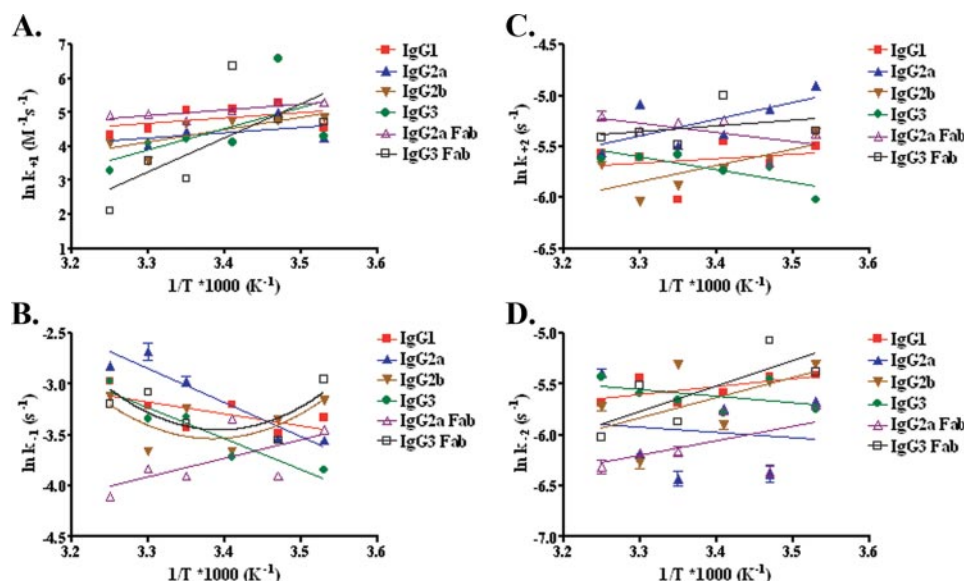 A.
7
6
5
4
3
2
1
ln k+1 (M-1s-1)
3.2
3.3
3.4
3.5
3.6
1/T *1000 (K-1)
IgG1
IgG2a
IgG2b
IgG3
IgG2a Fab
IgG3 Fab
C.
-4.5
-5.0
-5.5
-6.0
-6.5
ln k+2 (s-1)
3.2
3.3
3.4
3.5
3.6
1/T *1000 (K-1)
IgG1
IgG2a
IgG2b
IgG3
IgG2a Fab
IgG3 Fab
B.
-2.5
-3.0
-3.5
-4.0
-4.5
ln k-1 (s-1)
3.2
3.3
3.4
3.5
3.6
1/T *1000 (K-1)
IgG1
IgG2a
IgG2b
IgG3
IgG2a Fab
IgG3 Fab
D.
-5.0
-5.5
-6.0
-6.5
-7.0
ln k-2 (s-1)
3.2
3.3
3.4
3.5
3.6
1/T *1000 (K-1)
IgG1
IgG2a
IgG2b
IgG3
IgG2a Fab
IgG3 Fab